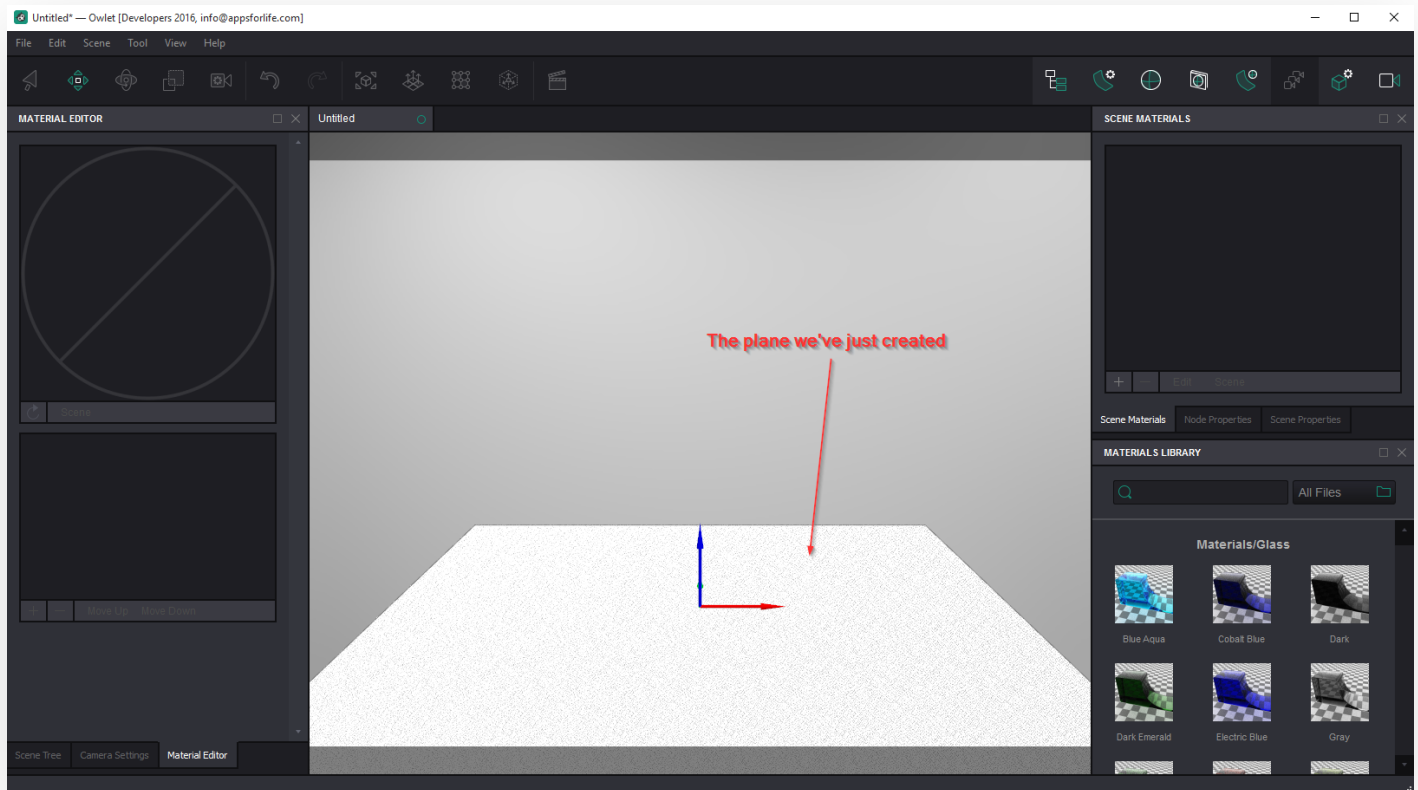 Untitled* — Owlet [Developers 2016, info@appsforlife.com]
File Edit Scene Tool View Help
MATERIAL EDITOR
Scene
Move Up Move Down
Scene Tree Camera Settings Material Editor
Untitled
The plane we've just created
SCENE MATERIALS
Edit Scene
Scene Materials Node Properties Scene Properties
MATERIALS LIBRARY
All Files
Materials/Glass
Blue Aqua Cobalt Blue Dark
Dark Emerald Electric Blue Gray